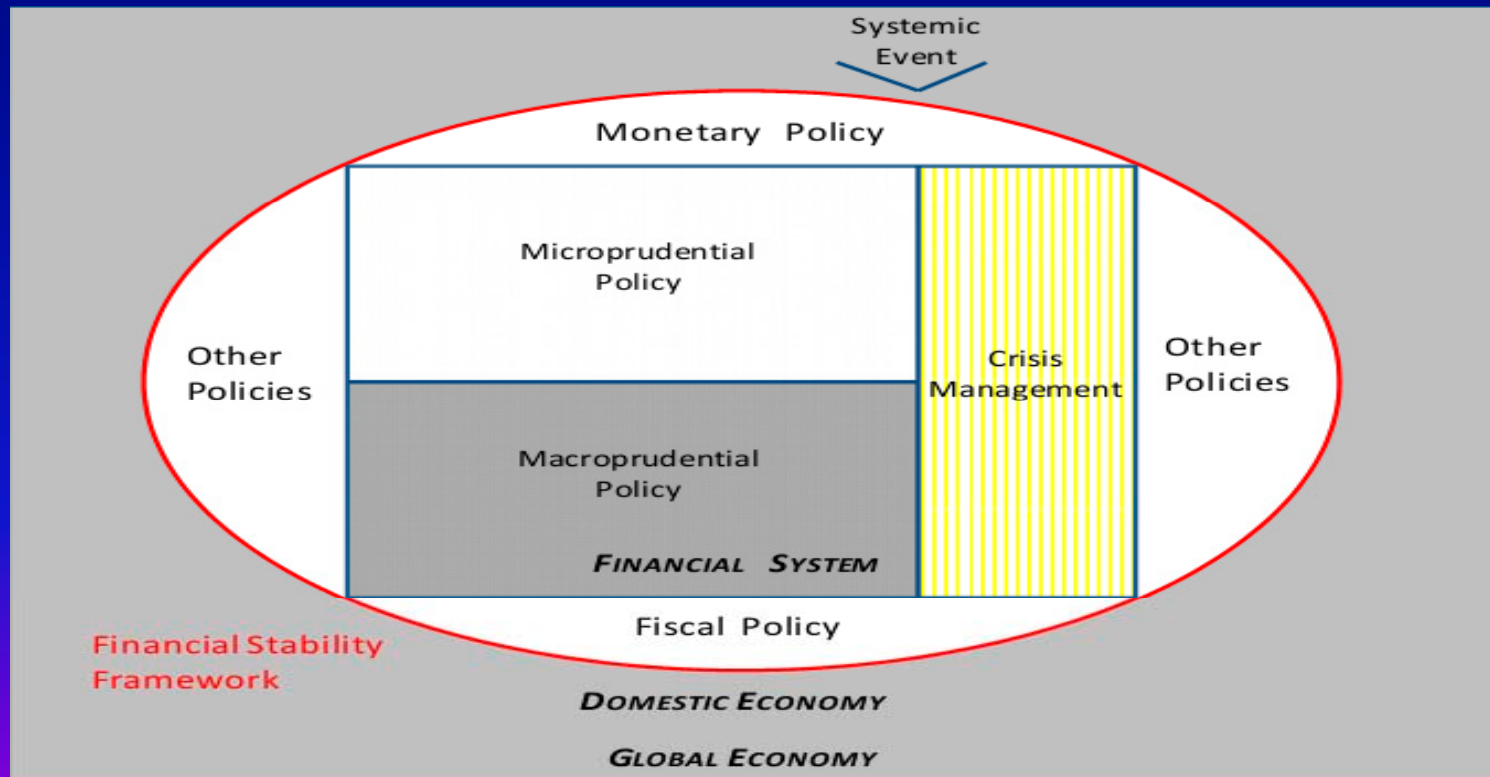 Systemic
Event
Monetary Policy
Microprudential
Policy
Other
Policies
Crisis
Management
Other
Policies
Macroprudential
Policy
FINANCIAL SYSTEM
Fiscal Policy
Financial Stability
Framework
DOMESTIC ECONOMY
GLOBAL ECONOMY